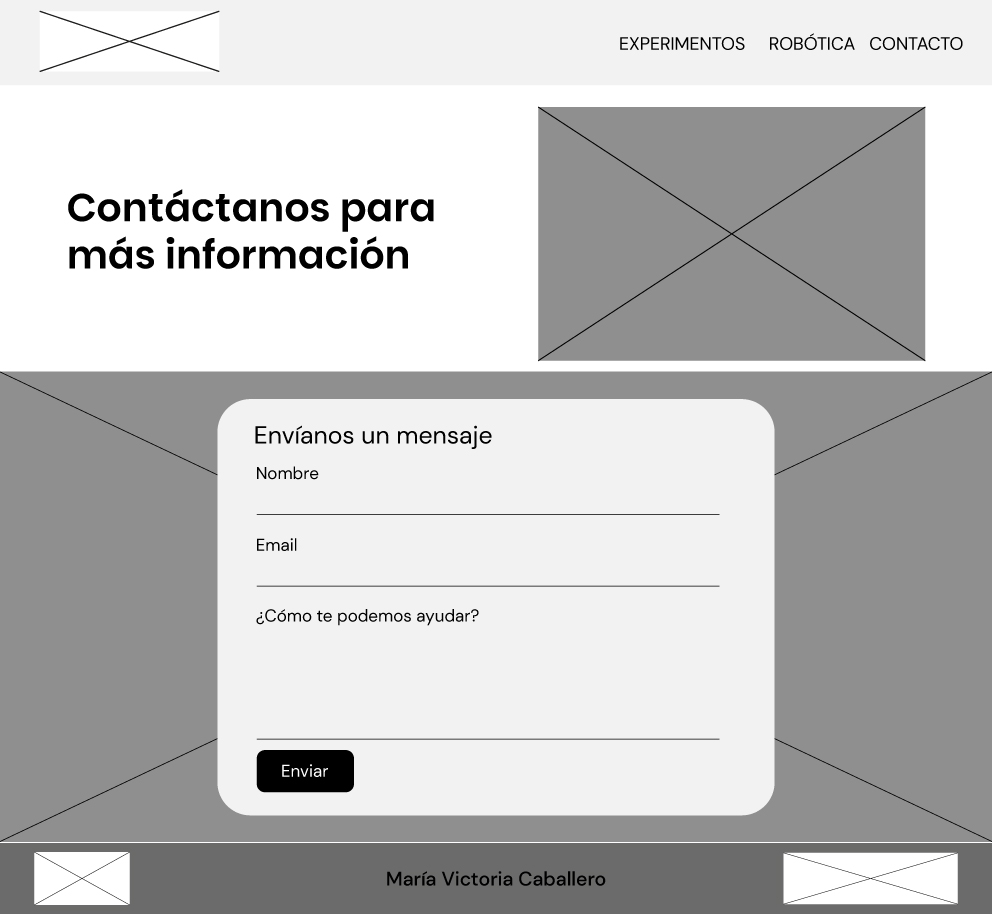 EXPERIMENTOS ROBÓTICA CONTACTO
Contáctanos para
más información
Envíanos un mensaje
Nombre
Email
¿Cómo te podemos ayudar?
Enviar
María Victoria Caballero